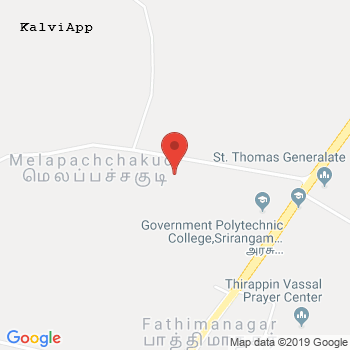 KalviApp
Melapachchakud
மேலப்பச்சகுடி
St. Thomas Generalate
Government Polytechnic
College,Srirangam...
அரச...
Thirappin Vassal
Prayer Center
Fathimanagar
பாத்திமாநகர்
Google
Map data ©2019 Google